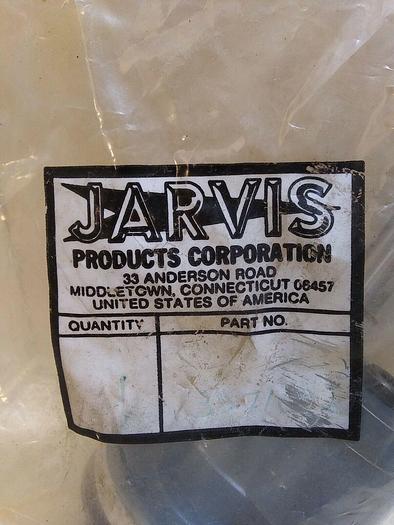 JARVIS
PRODUCTS CORPORATION
33 ANDERSON ROAD
MIDDLETOWN, CONNECTICUT 06457
UNITED STATES OF AMERICA
QUANTITY PART NO.